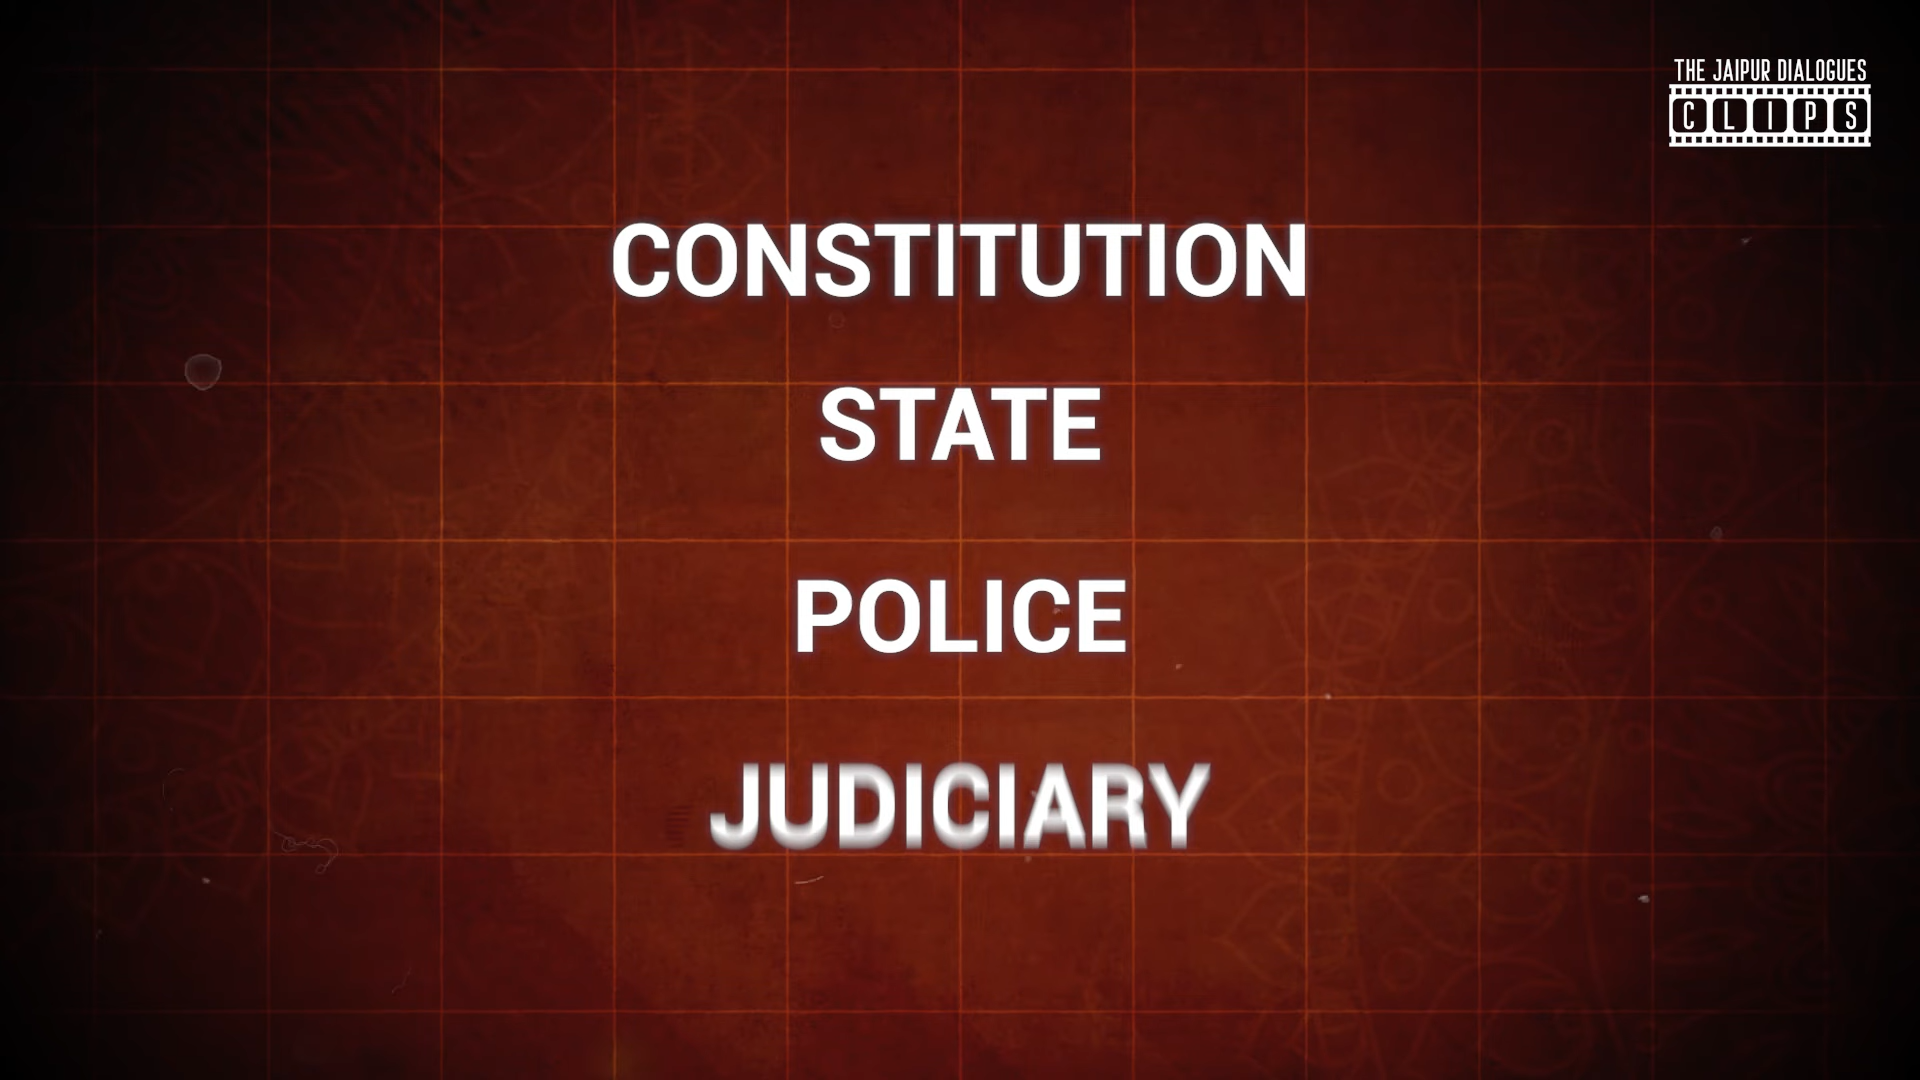 THE JAIPUR DIALOGUES
CLIPS
CONSTITUTION
STATE
POLICE
JUDICIARY